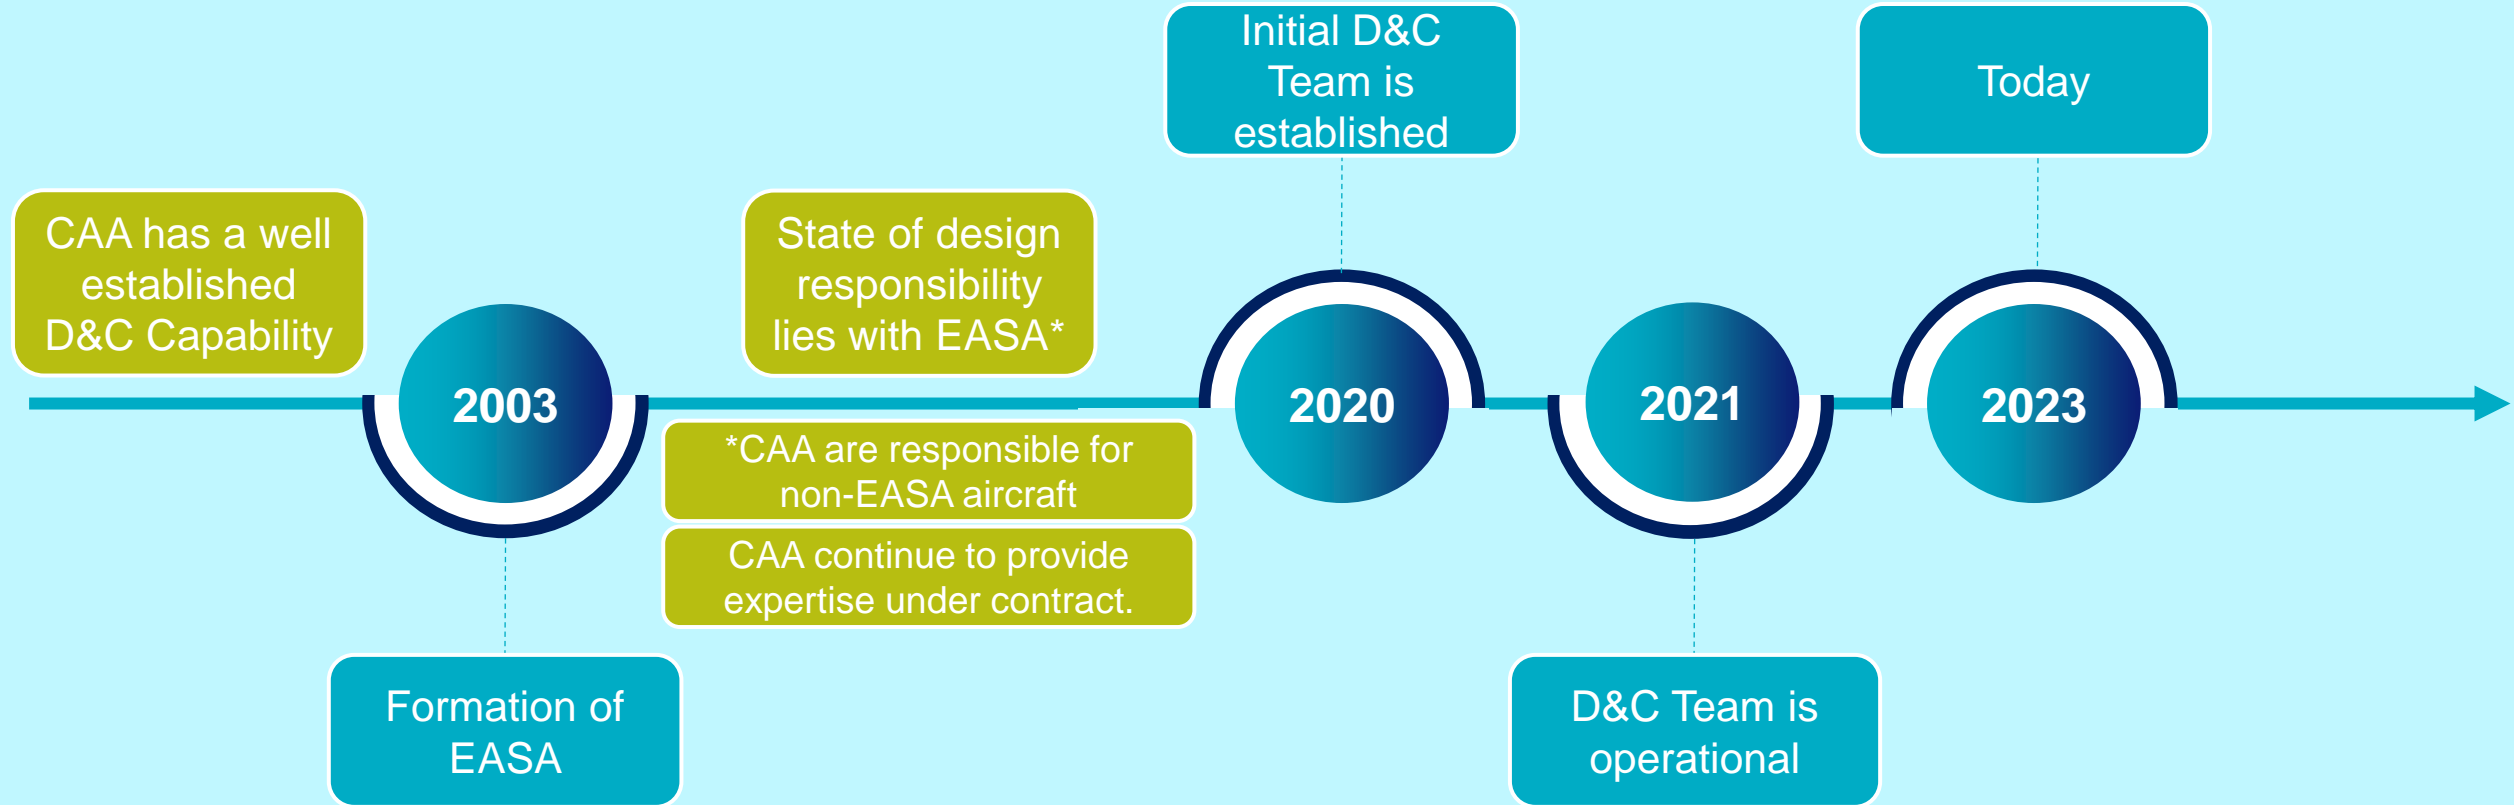 CAA has a well
established
D&C Capability
2003
Formation of
EASA
State of design
responsibility
lies with EASA*
*CAA are responsible for
non-EASA aircraft
CAA continue to provide
expertise under contract.
Initial D&C
Team is
established
2020
2021
D&C Team is
operational
Today
2023